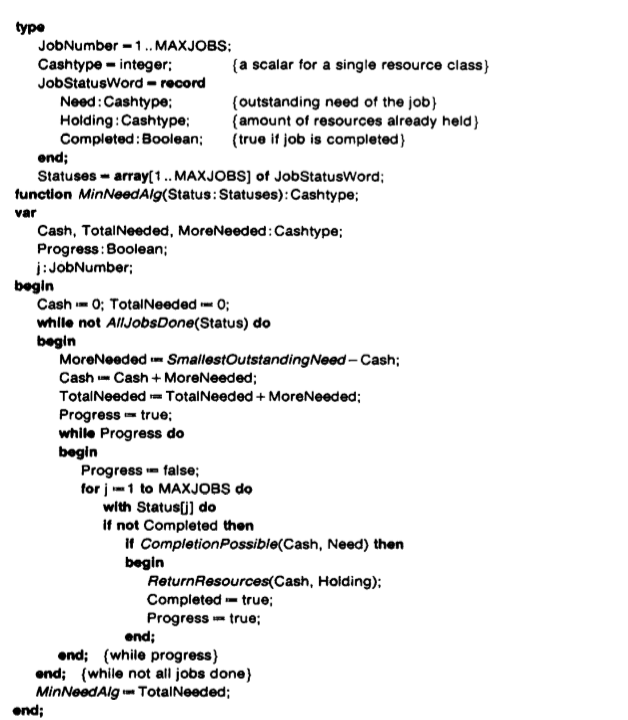 type
JobNumber = 1 .. MAXJOBS;
Cashtype = integer; {a scalar for a single resource class}
JobStatusWord = record
Need : Cashtype; {outstanding need of the job}
Holding : Cashtype; {amount of resources already held}
Completed : Boolean; {true if job is completed}
end;
Statuses = array[1 .. MAXJOBS] of JobStatusWord;
function MinNeedAlg(Status : Statuses) : Cashtype;
var
Cash, TotalNeeded, MoreNeeded : Cashtype;
Progress : Boolean;
j : JobNumber;
begin
Cash := 0; TotalNeeded := 0;
while not AllJobsDone(Status) do
begin
MoreNeeded := SmallestOutstandingNeed – Cash;
Cash := Cash + MoreNeeded;
TotalNeeded := TotalNeeded + MoreNeeded;
Progress := true;
while Progress do
begin
Progress := false;
for j := 1 to MAXJOBS do
with Status[j] do
if not Completed then
if CompletionPossible(Cash, Need) then
begin
ReturnResources(Cash, Holding);
Completed := true;
Progress := true;
end;
end; {while progress}
end; {while not all jobs done}
MinNeedAlg := TotalNeeded;
end;